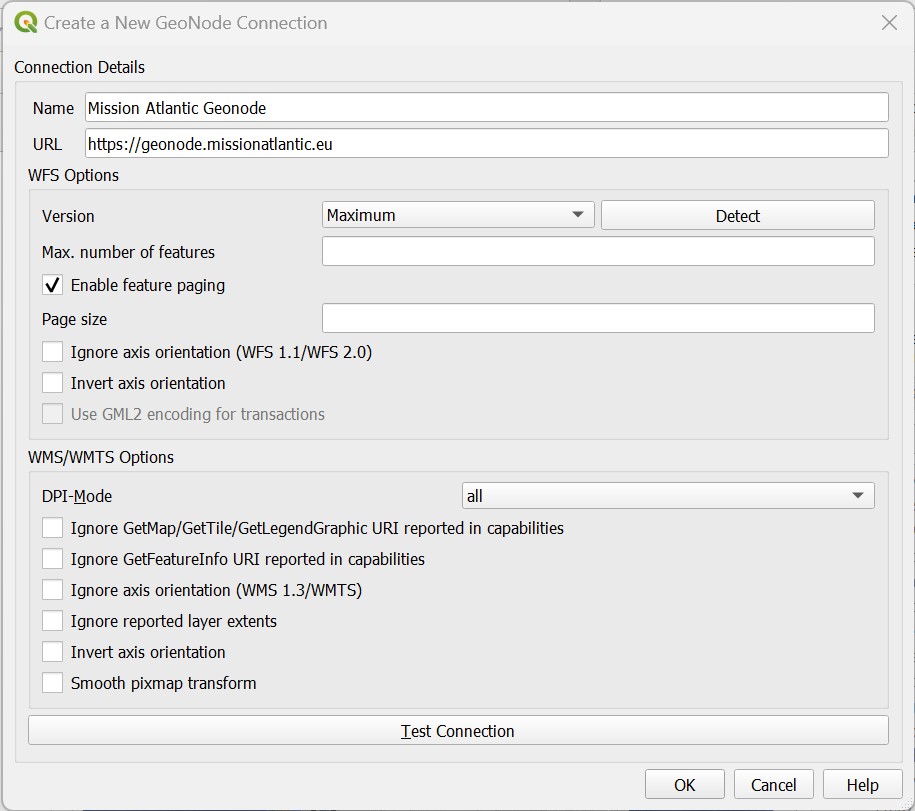 Create a New GeoNode Connection
Connection Details
Name Mission Atlantic Geonode
URL https://geonode.missionatlantic.eu
WFS Options
Version Maximum Detect
Max. number of features
Enable feature paging
Page size
Ignore axis orientation (WFS 1.1/WFS 2.0)
Invert axis orientation
Use GML2 encoding for transactions
WMS/WMTS Options
DPI-Mode all
Ignore GetMap/GetTile/GetLegendGraphic URI reported in capabilities
Ignore GetFeatureInfo URI reported in capabilities
Ignore axis orientation (WMS 1.3/WMTS)
Ignore reported layer extents
Invert axis orientation
Smooth pixmap transform
Test Connection
OK Cancel Help